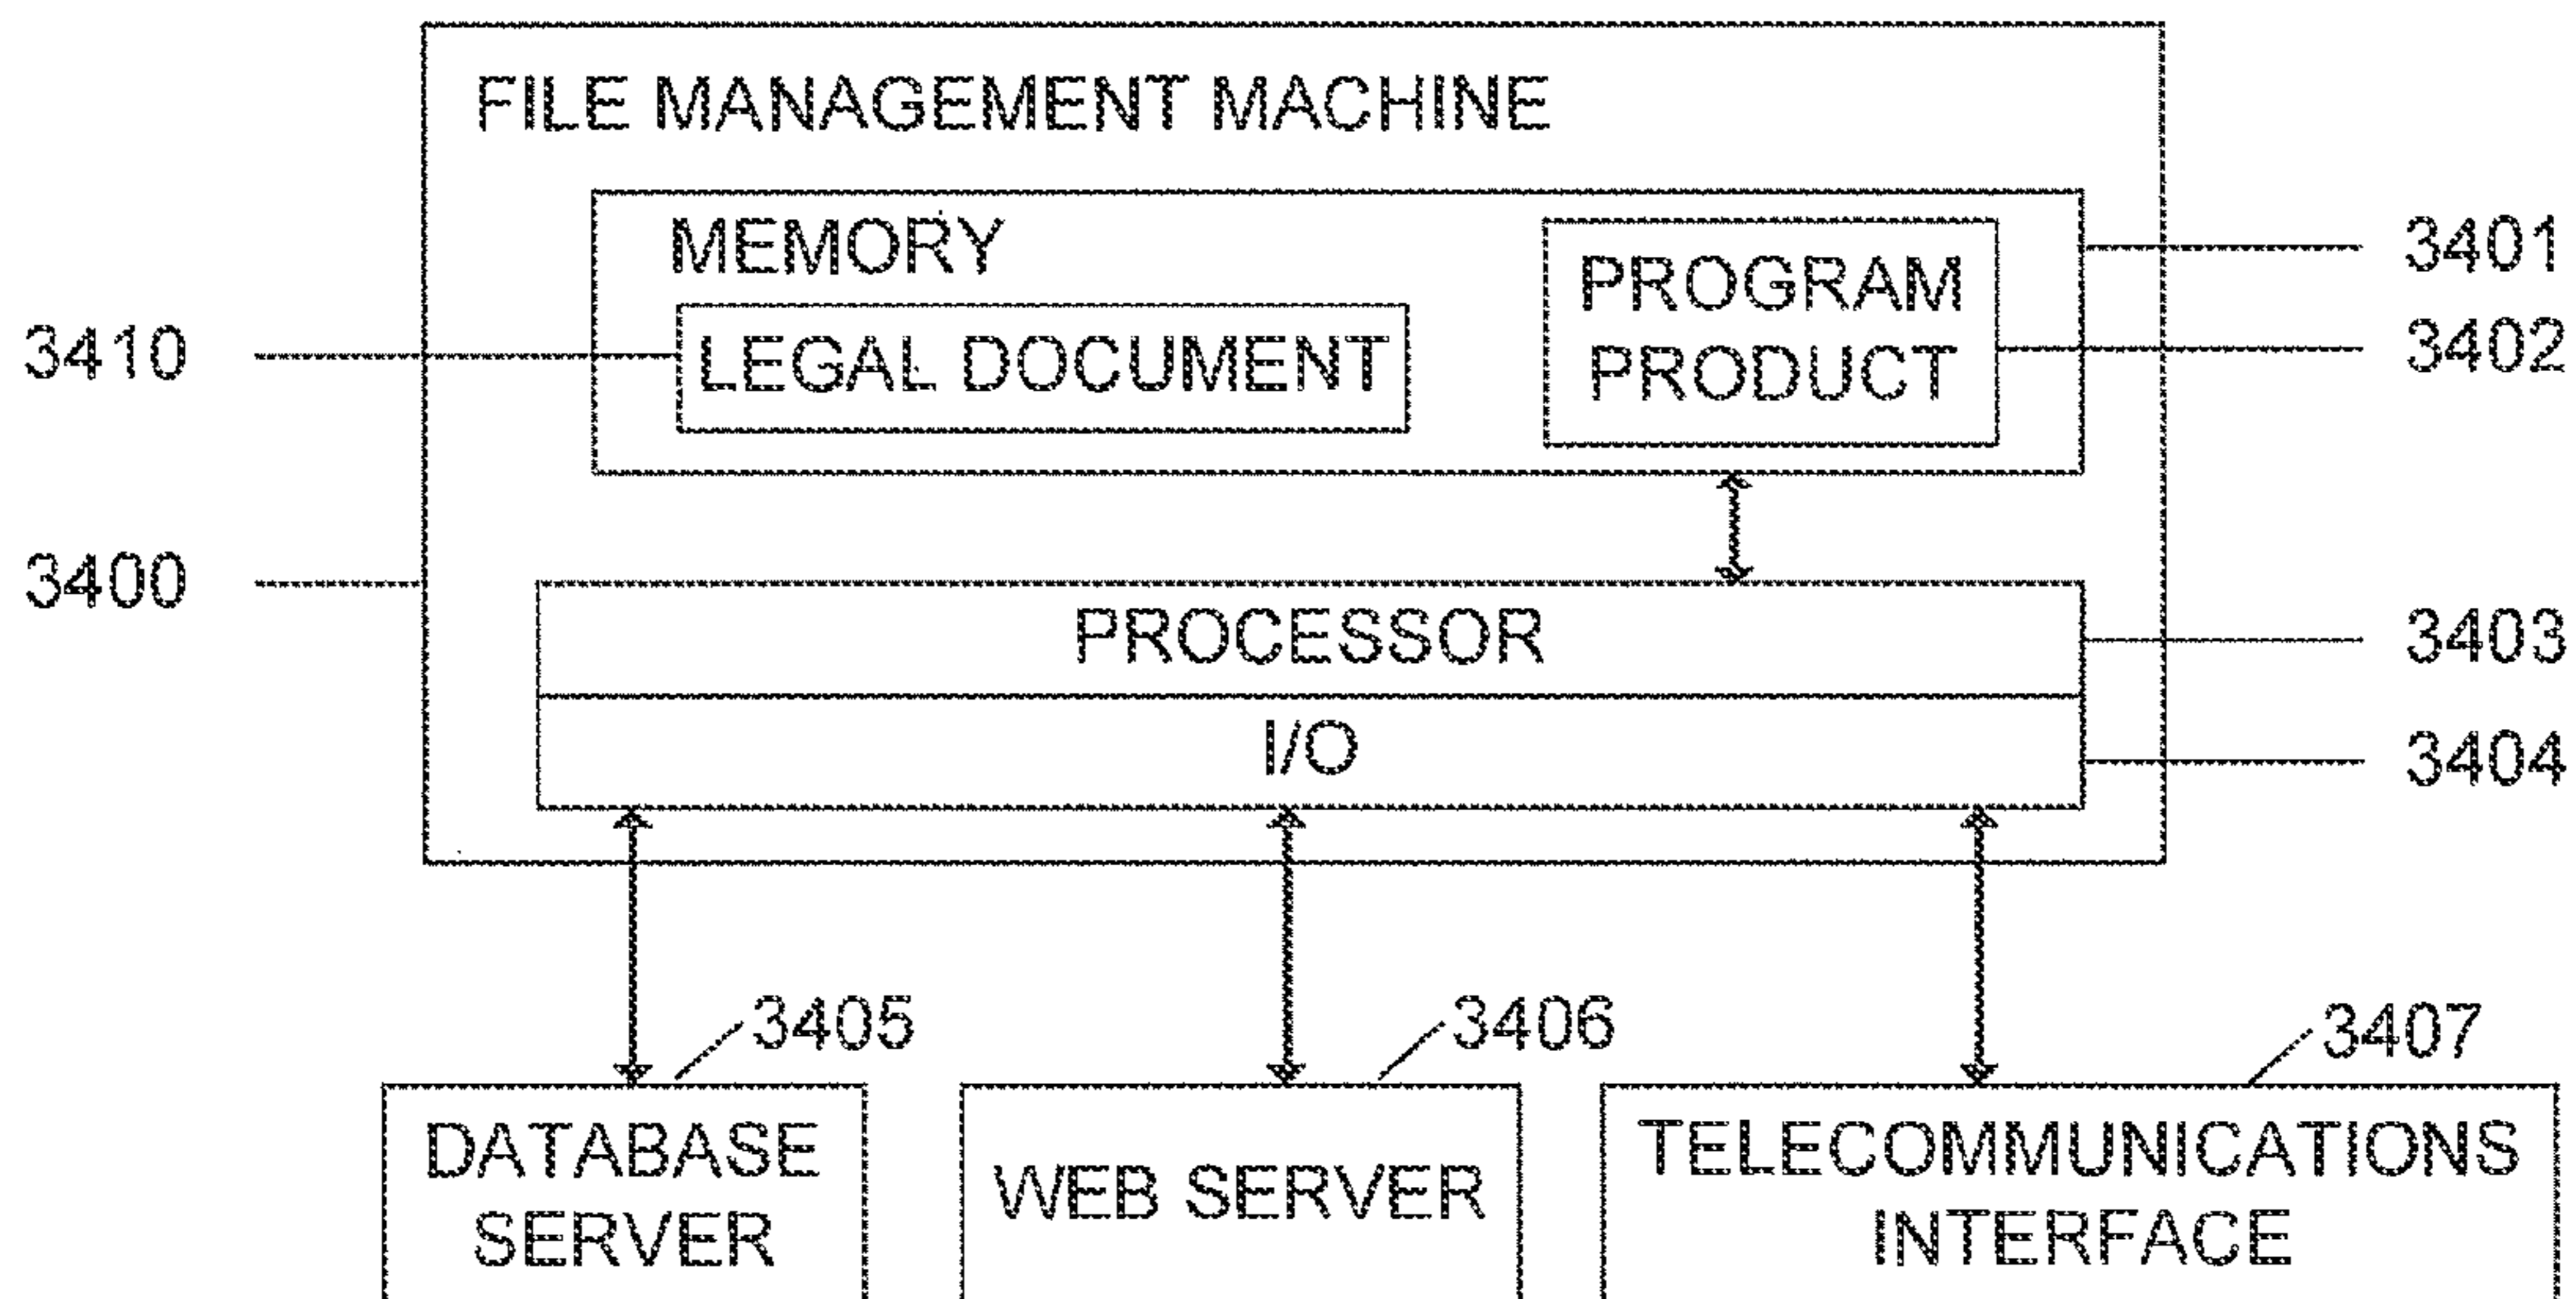 FILE MANAGEMENT MACHINE
MEMORY
PROGRAM
PRODUCT
LEGAL DOCUMENT
3401
3402
3410
3400
PROCESSOR
3403
I/O
3404
3405
3406
3407
DATABASE
SERVER
WEB SERVER
TELECOMMUNICATIONS
INTERFACE